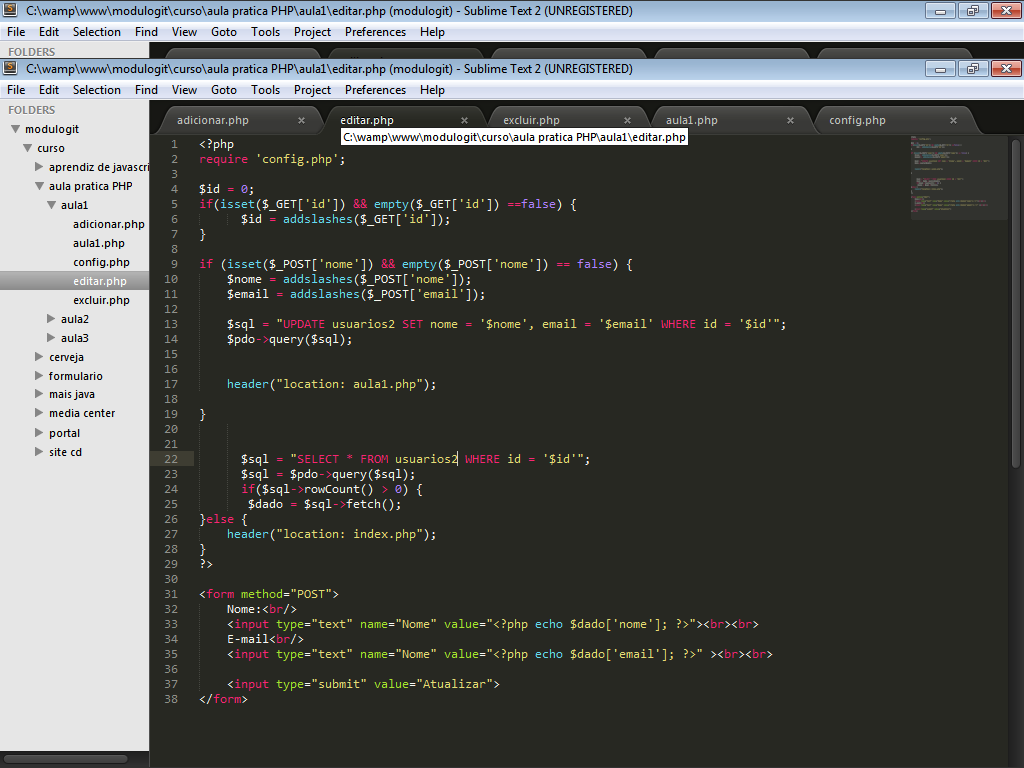 C:\wamp\www\modulogit\curso\aula pratica PHP\aula1\editar.php (modulogit) - Sublime Text 2 (UNREGISTERED)
File Edit Selection Find View Goto Tools Project Preferences Help
FOLDERS
C:\wamp\www\modulogit\curso\aula pratica PHP\aula1\editar.php (modulogit) - Sublime Text 2 (UNREGISTERED)
File Edit Selection Find View Goto Tools Project Preferences Help
FOLDERS
modulogit
curso
aprendiz de javascri
aula pratica PHP
aula1
adicionar.php
aula1.php
config.php
editar.php
excluir.php
aula2
aula3
cerveja
formulario
mais java
media center
portal
site cd
adicionar.php editar.php excluir.php aula1.php config.php
C:\wamp\www\modulogit\curso\aula pratica PHP\aula1\editar.php
1 <?php
2 require 'config.php';
3
4 $id = 0;
5 if(isset($_GET['id']) && empty($_GET['id']) ==false) {
6 $id = addslashes($_GET['id']);
7 }
8
9 if (isset($_POST['nome']) && empty($_POST['nome']) == false) {
10 $nome = addslashes($_POST['nome']);
11 $email = addslashes($_POST['email']);
12
13 $sql = "UPDATE usuarios2 SET nome = '$nome', email = '$email' WHERE id = '$id'";
14 $pdo->query($sql);
15
16
17 header("location: aula1.php");
18
19 }
20
21
22 $sql = "SELECT * FROM usuarios2 WHERE id = '$id'";
23 $sql = $pdo->query($sql);
24 if($sql->rowCount() > 0) {
25 $dado = $sql->fetch();
26 }else {
27 header("location: index.php");
28 }
29 ?>
30
31 <form method="POST">
32 Nome:<br/>
33 <input type="text" name="Nome" value="<?php echo $dado['nome']; ?>"><br><br>
34 E-mail<br/>
35 <input type="text" name="Nome" value="<?php echo $dado['email']; ?>" ><br><br>
36
37 <input type="submit" value="Atualizar">
38 </form>